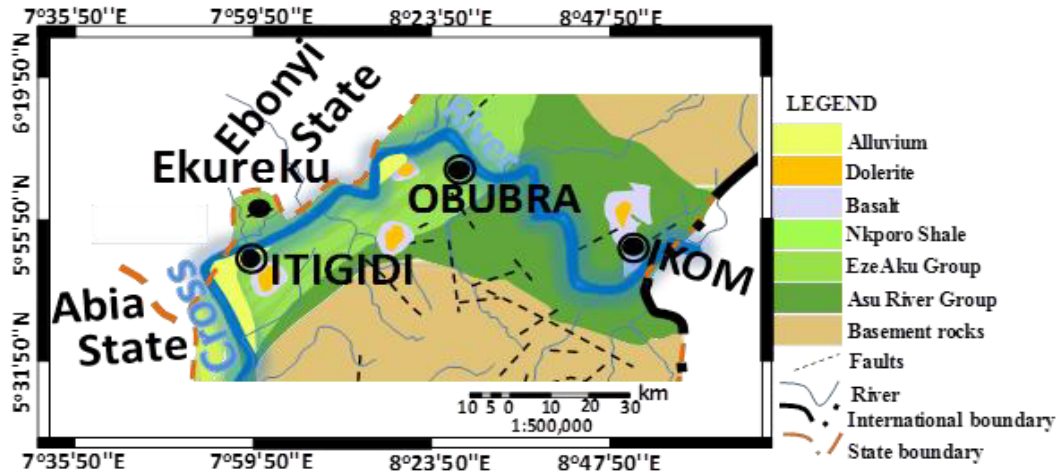 7°35'50''E 7°59'50''E 8°23'50''E 8°47'50''E
6°19'50''N
5°55'50''N
5°31'50''N
Ebonyi
State
Ekureku
River
OBUBRA
ITIGIDI
IKOM
Cross
Abia
State
km
10 5 0 10 20 30
1:500,000
7°35'50''E 7°59'50''E 8°23'50''E 8°47'50''E
LEGEND
Alluvium
Dolerite
Basalt
Nkporo Shale
EzeAku Group
Asu River Group
Basement rocks
Faults
River
International boundary
State boundary